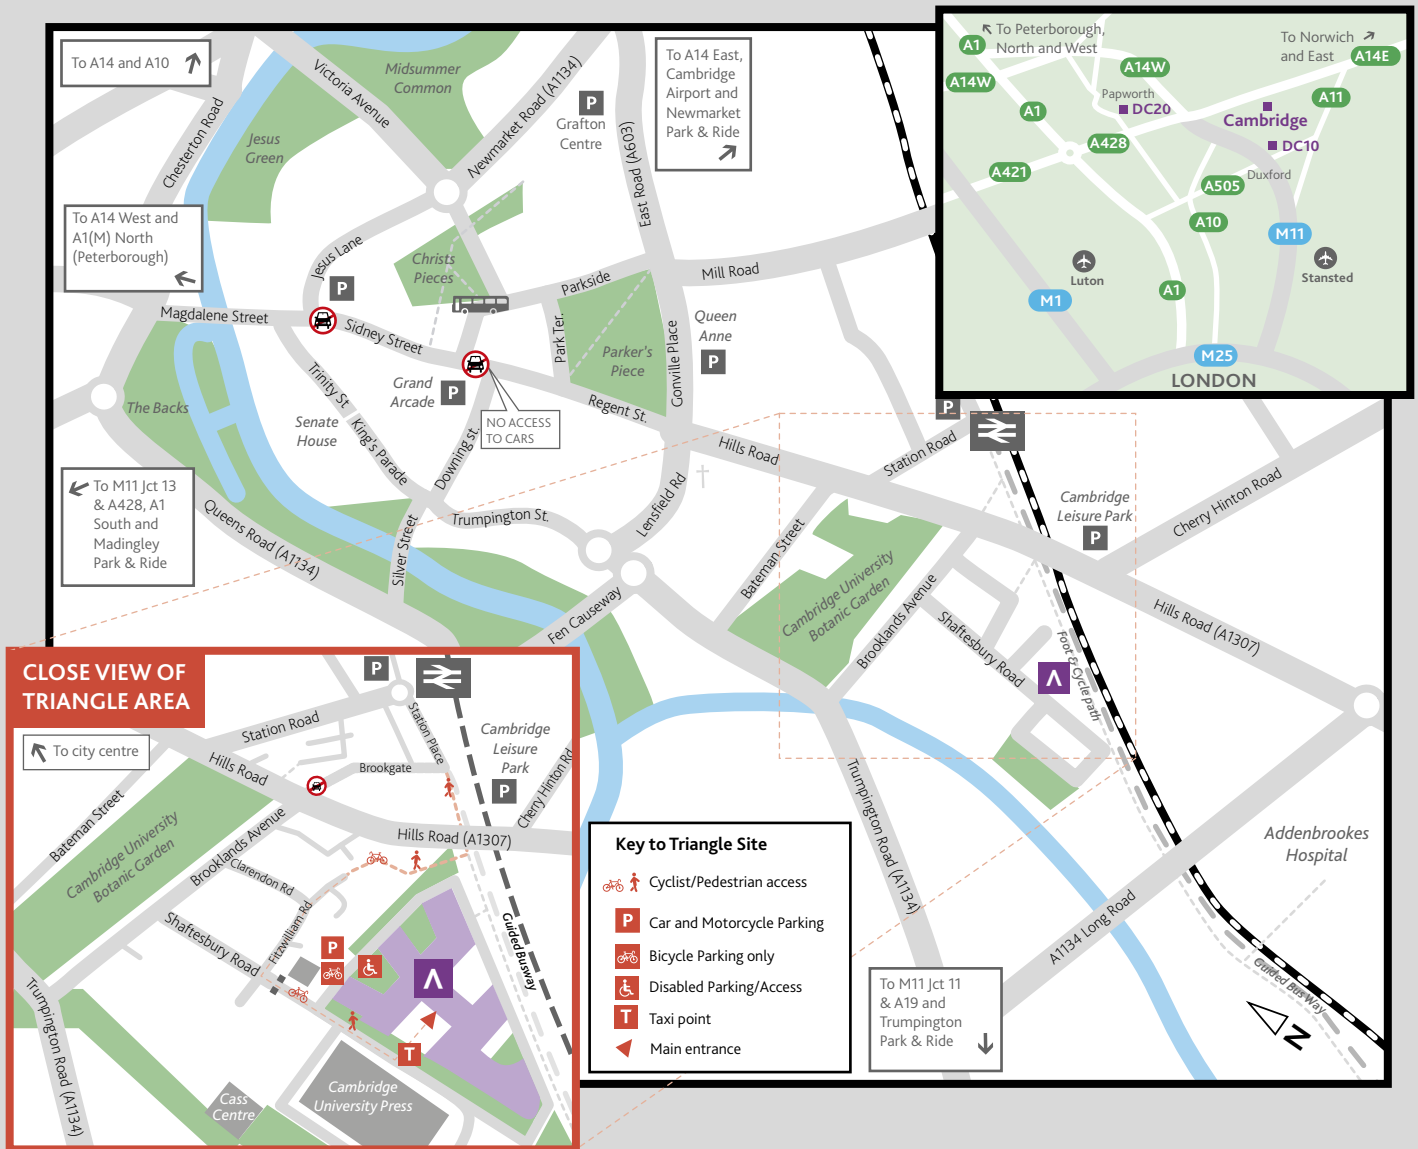 To A14 and A10
Victoria Avenue
Midsummer
Common
Newmarket Road (A1134)
P
Grafton
Centre
East Road (A603)
To A14 East,
Cambridge
Airport and
Newmarket
Park & Ride
Chesterton Road
Jesus
Green
To A14 West and
A1(M) North
(Peterborough)
Jesus Lane
P
Christs
Pieces
Parkside
Mill Road
Magdalene Street
Sidney Street
Park Ter.
Parker's
Piece
Gonville Place
Queen
Anne
P
Trinity St.
Grand
Arcade
P
Regent St.
NO ACCESS
TO CARS
The Backs
Senate
House
King's Parade
Downing st.
Hills Road
Station Road
P
To M11 Jct 13
& A428, A1
South and
Madingley
Park & Ride
Queens Road (A1134)
Silver Street
Trumpington St.
Lensfield Rd
Bateman Street
Cambridge University
Botanic Garden
Brooklands Avenue
Cambridge
Leisure Park
P
Cherry Hinton Road
Fen Causeway
Shaftesbury Road
Foot & Cycle path
Hills Road (A1307)
Trumpington Road (A1134)
Addenbrookes
Hospital
A1134 Long Road
Guided Bus Way
To M11 Jct 11
& A19 and
Trumpington
Park & Ride
N
To Peterborough,
North and West
To Norwich
and East
A1
A14W
A14W
A14E
Papworth
DC20
A1
A11
Cambridge
A428
DC10
A421
Duxford
A505
A10
M11
Luton
Stansted
M1
A1
M25
LONDON
CLOSE VIEW OF
TRIANGLE AREA
To city centre
P
Station Road
Station Place
Cambridge
Leisure
Park
P
Hills Road
Brookgate
Cherry Hinton Rd
Bateman Street
Cambridge University
Botanic Garden
Brooklands Avenue
Hills Road (A1307)
Clarendon Rd
Fitzwilliam Rd
Shaftesbury Road
P
Guided Busway
T
Trumpington Road (A1134)
Cass
Centre
Cambridge
University Press
Key to Triangle Site
Cyclist/Pedestrian access
P Car and Motorcycle Parking
Bicycle Parking only
Disabled Parking/Access
T Taxi point
Main entrance